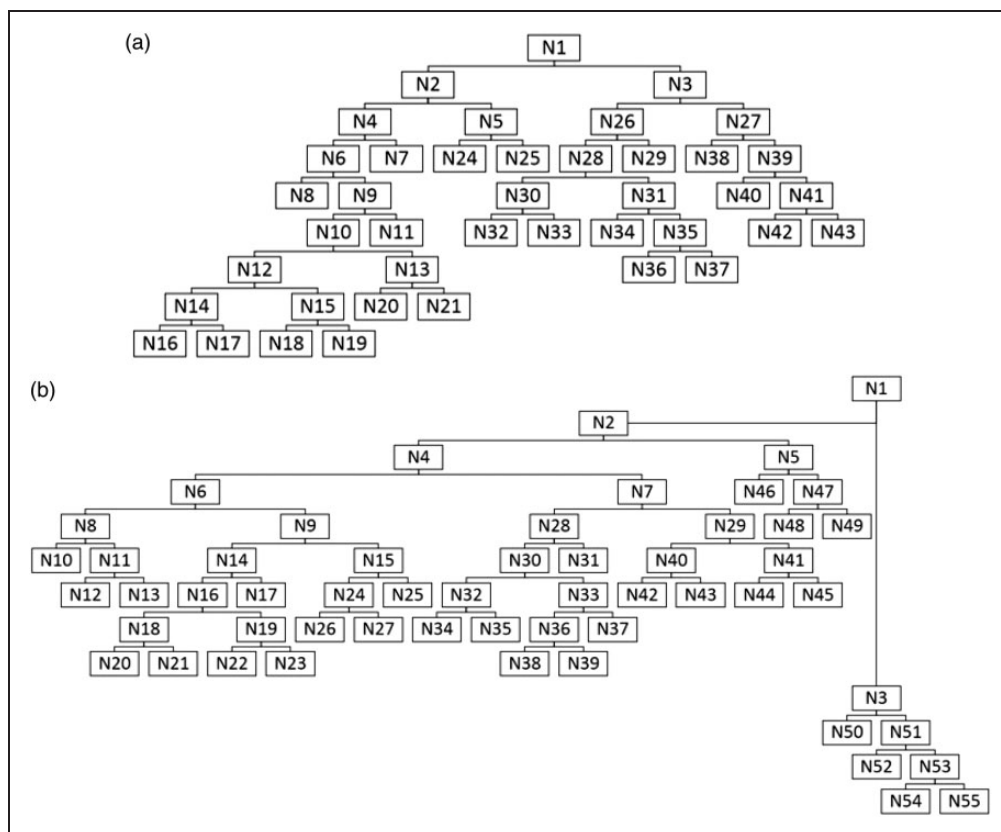 (a)
N1
N2 N3
N4 N5 N26 N27
N6 N7 N24 N25 N28 N29 N38 N39
N8 N9 N30 N31 N40 N41
N10 N11 N32 N33 N34 N35 N42 N43
N12 N13 N36 N37
N14 N15 N20 N21
N16 N17 N18 N19
(b)
N1
N2
N4 N5
N6 N7 N46 N47
N8 N9 N28 N29 N48 N49
N10 N11 N14 N15 N30 N31 N40 N41
N12 N13 N16 N17 N24 N25 N32 N33 N42 N43 N44 N45
N18 N19 N26 N27 N34 N35 N36 N37
N20 N21 N22 N23 N38 N39
N3
N50 N51
N52 N53
N54 N55